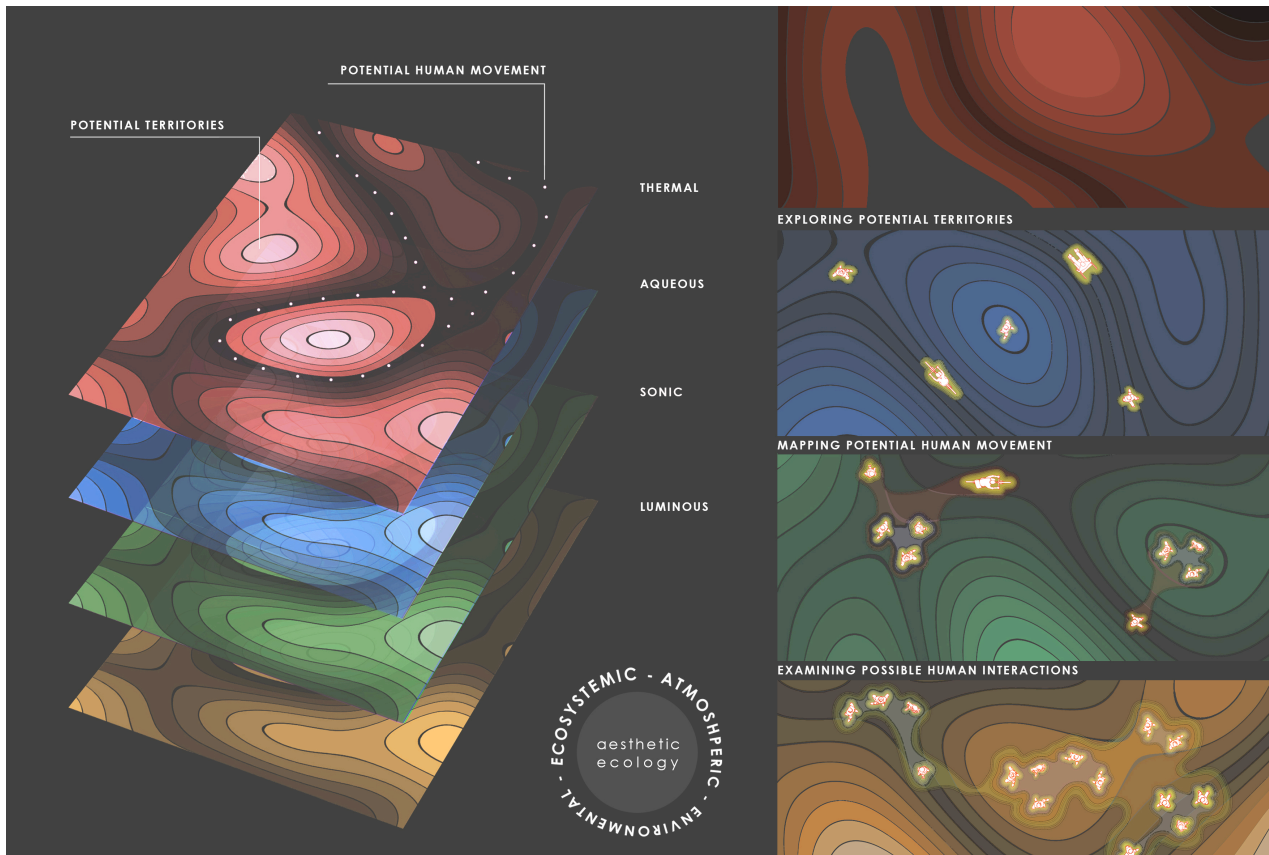 POTENTIAL HUMAN MOVEMENT
POTENTIAL TERRITORIES
THERMAL
AQUEOUS
SONIC
LUMINOUS
ECOSYSTEMIC - ATMOSHPERIC - ENVIRONMENTAL -
aesthetic
ecology
EXPLORING POTENTIAL TERRITORIES
MAPPING POTENTIAL HUMAN MOVEMENT
EXAMINING POSSIBLE HUMAN INTERACTIONS